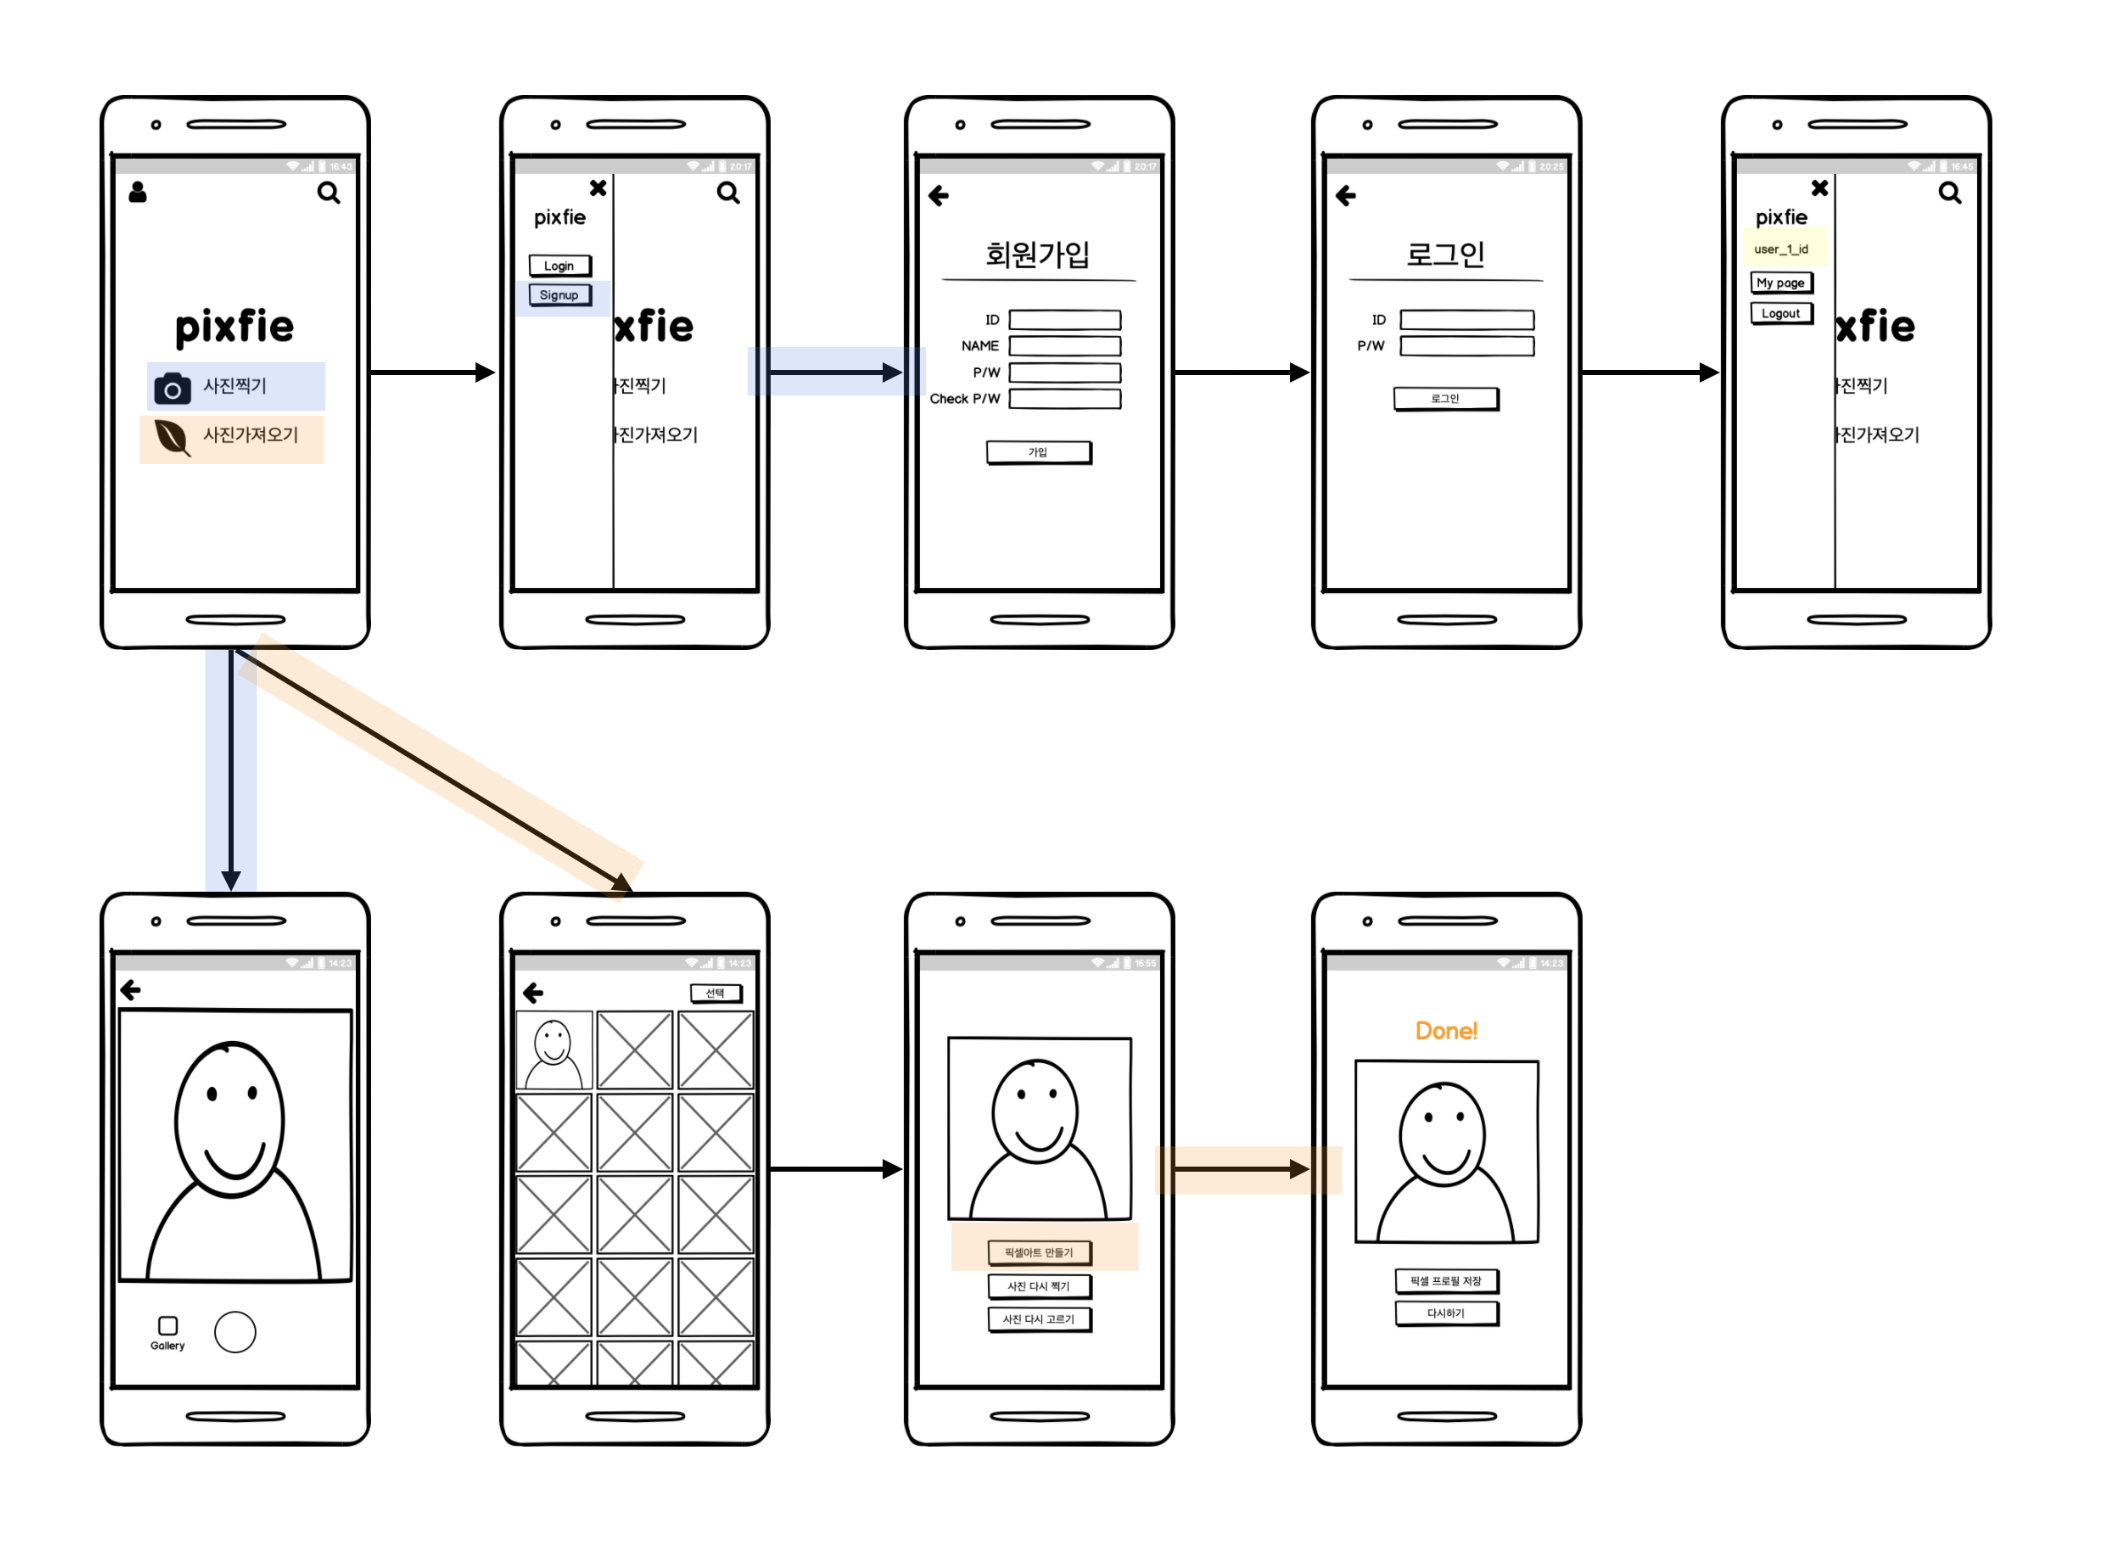 16:43
pixfie
사진찍기
사진가져오기
20:17
pixfie
Login
Signup
xfie
사진찍기
사진가져오기
20:17
회원가입
ID
NAME
P/W
Check P/W
가입
20:25
로그인
ID
P/W
로그인
16:45
pixfie
user_1_id
My page
Logout
xfie
사진찍기
사진가져오기
14:23
Gallery
14:23
선택
16:55
픽셀아트 만들기
사진 다시 찍기
사진 다시 고르기
14:23
Done!
픽셀 프로필 저장
다시하기